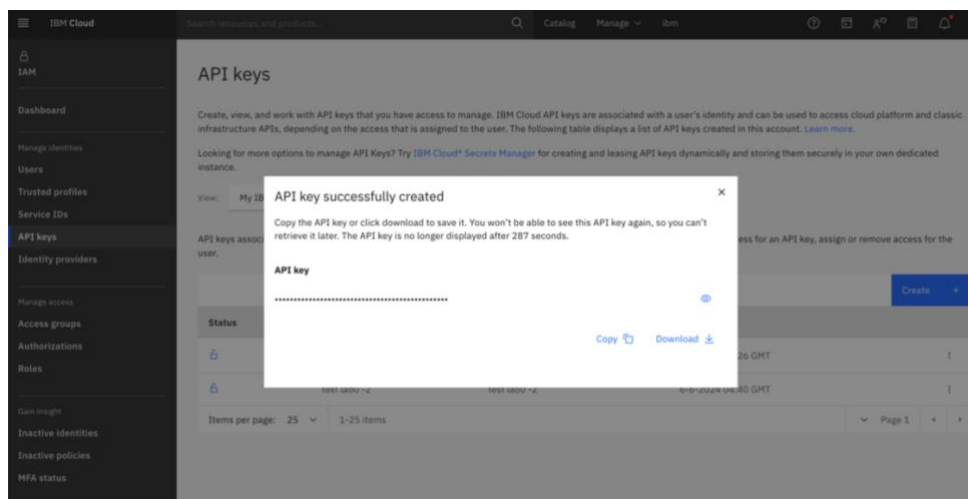 IBM Cloud
Search resources and products...
Catalog
Manage
ibm
IAM
Dashboard
Manage identities
Users
Trusted profiles
Service IDs
API keys
Identity providers
Manage access
Access groups
Authorizations
Roles
Gain insight
Inactive identities
Inactive policies
MFA status
API keys
Create, view, and work with API keys that you have access to manage. IBM Cloud API keys are associated with a user's identity and can be used to access cloud platform and classic
infrastructure APIs, depending on the access that is assigned to the user. The following table displays a list of API keys created in this account. Learn more.
Looking for more options to manage API Keys? Try IBM Cloud® Secrets Manager for creating and leasing API keys dynamically and storing them securely in your own dedicated
instance.
View: My IB
API keys associ
ess for an API key, assign or remove access for the
user.
Create +
Status
26 GMT
test lab0 -2
test lab0 -2
6-6-2024 04:40 GMT
Items per page: 25
1-25 items
Page 1
API key successfully created
Copy the API key or click download to save it. You won't be able to see this API key again, so you can't
retrieve it later. The API key is no longer displayed after 287 seconds.
API key
Copy
Download